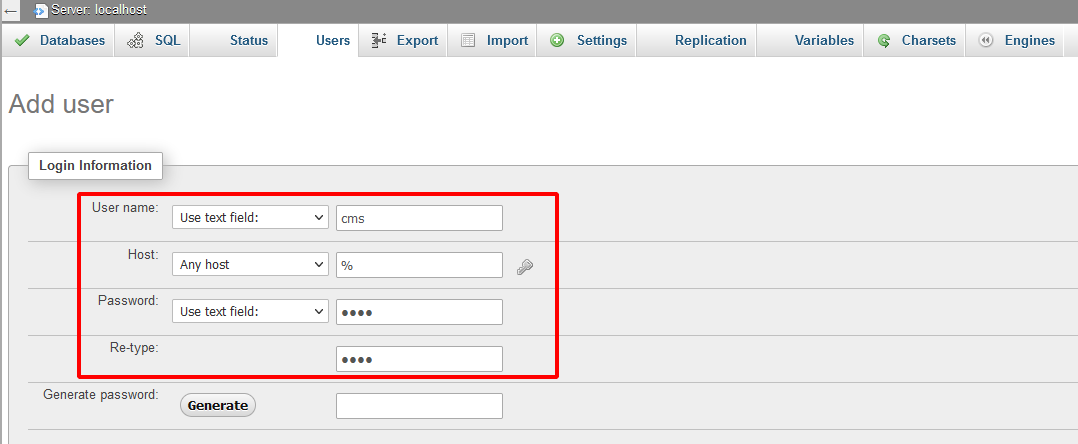 Server: localhost
Databases SQL Status Users Export Import Settings Replication Variables Charsets Engines
Add user
Login Information
User name: Use text field: cms
Host: Any host %
Password: Use text field: ••••
Re-type: ••••
Generate password: Generate